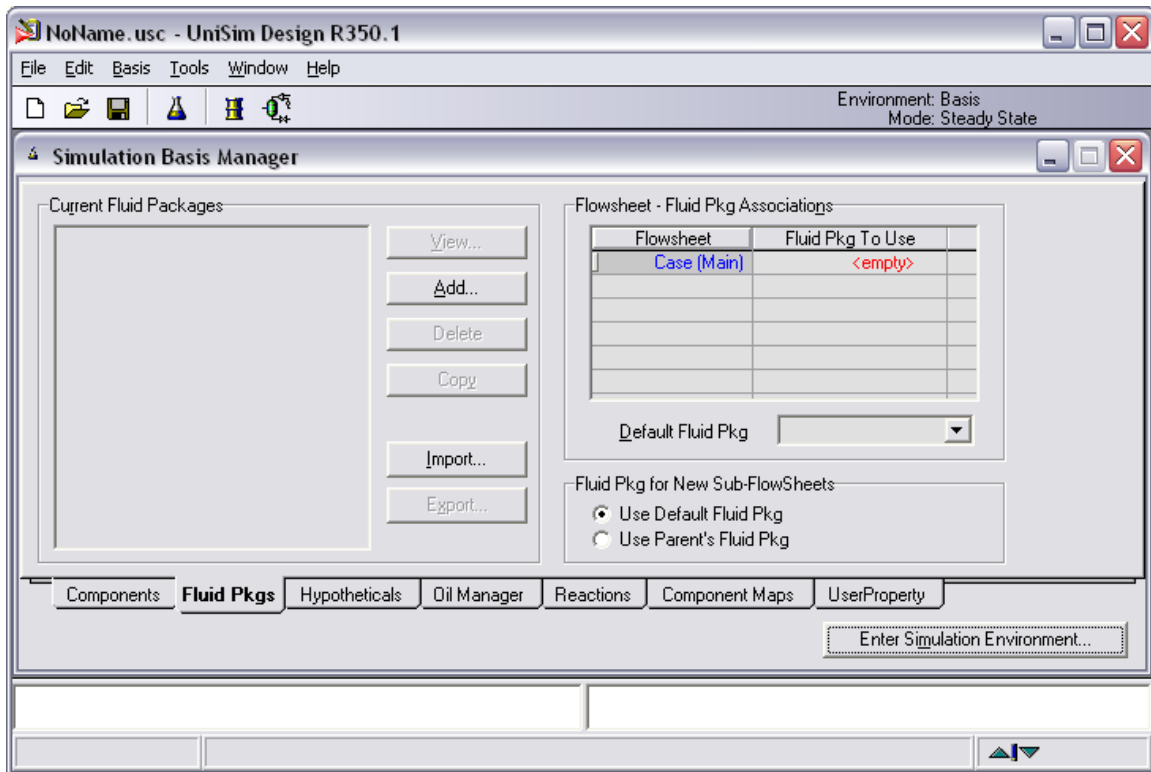 NoName.usc - UniSim Design R350.1
File Edit Basis Tools Window Help
Environment: Basis
Mode: Steady State
Simulation Basis Manager
Current Fluid Packages
View...
Add...
Delete
Copy
Import...
Export...
Flowsheet - Fluid Pkg Associations
Flowsheet Fluid Pkg To Use
Case (Main) <empty>
Default Fluid Pkg
Fluid Pkg for New Sub-FlowSheets
Use Default Fluid Pkg
Use Parent's Fluid Pkg
Components Fluid Pkgs Hypotheticals Oil Manager Reactions Component Maps UserProperty
Enter Simulation Environment...